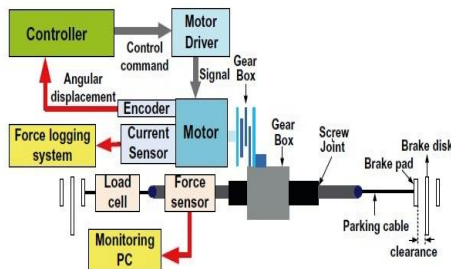 Controller
Control
command
Motor
Driver
Angular
displacement
Signal
Gear
Box
Encoder
Motor
Force logging
system
Current
Sensor
Gear
Box
Screw
Joint
Brake disk
Brake pad
Load
cell
Force
sensor
Parking cable
clearance
Monitoring
PC